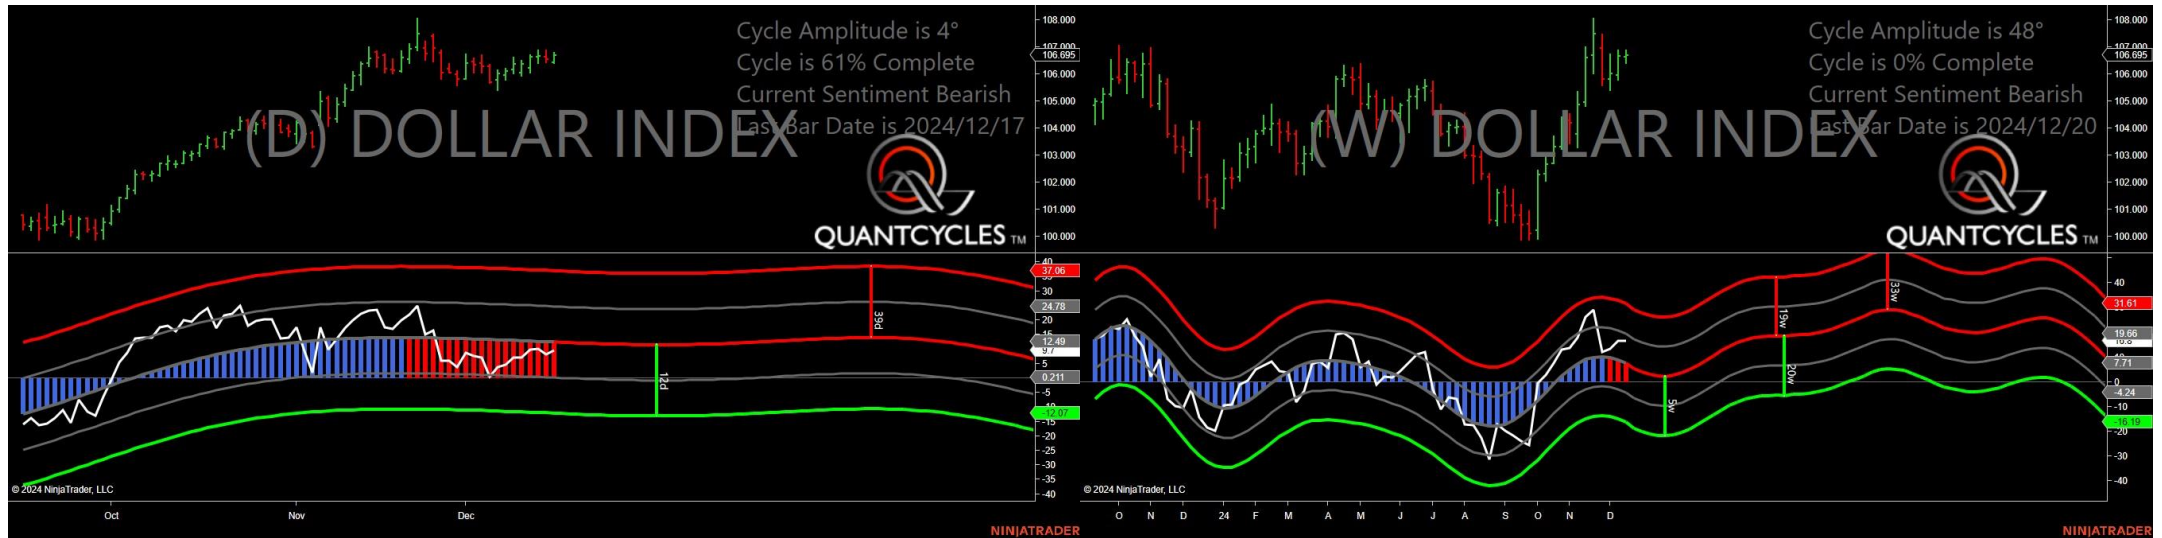 Cycle Amplitude is 4°
Cycle is 61% Complete
Current Sentiment Bearish
Last Bar Date is 2024/12/17
(D) DOLLAR INDEX
QUANTCYCLES TM
108.000
107.000
106.695
106.000
105.000
104.000
103.000
102.000
101.000
100.000
40
37.06
30
24.78
20
15
12.49
9.7
5
0.211
-5
-12.07
-15
-20
-25
-30
-35
-40
39d
12d
© 2024 NinjaTrader, LLC
Oct Nov Dec
NINJATRADER
Cycle Amplitude is 48°
Cycle is 0% Complete
Current Sentiment Bearish
Last Bar Date is 2024/12/20
(W) DOLLAR INDEX
QUANTCYCLES TM
108.000
107.000
106.695
106.000
105.000
104.000
103.000
102.000
101.000
100.000
40
31.61
19.66
16.8
7.71
0
-4.24
-10
-16.19
-20
-30
-40
19w
33w
20w
5w
© 2024 NinjaTrader, LLC
O N D 24 F M A M J J A S O N D
NINJATRADER